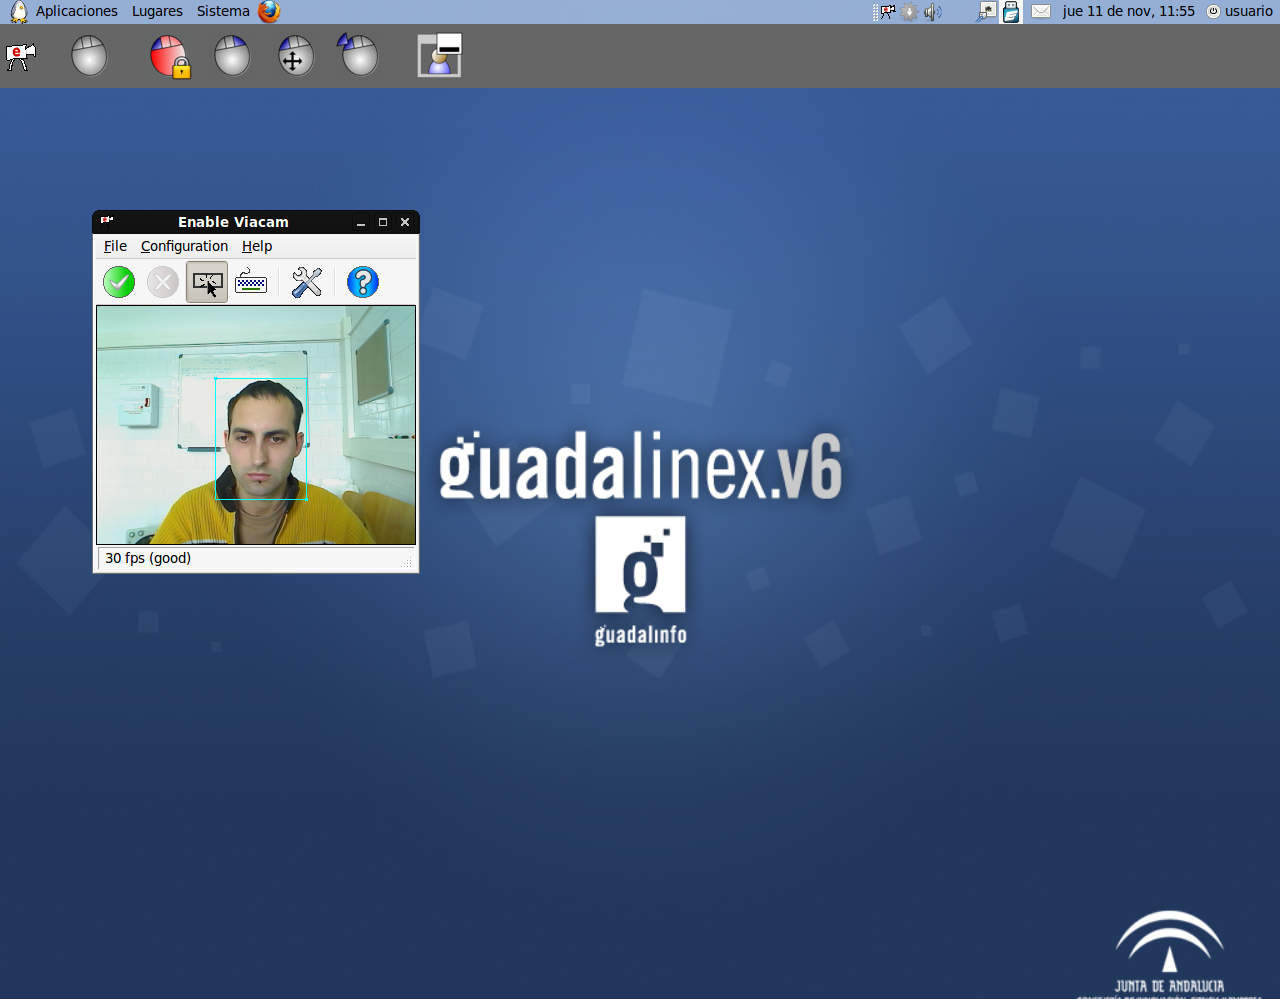 Aplicaciones Lugares Sistema
jue 11 de nov, 11:55 usuario
e
Enable Viacam
File Configuration Help
30 fps (good)
guadalinex.v6
g
guadalinfo
JUNTA DE ANDALUCIA